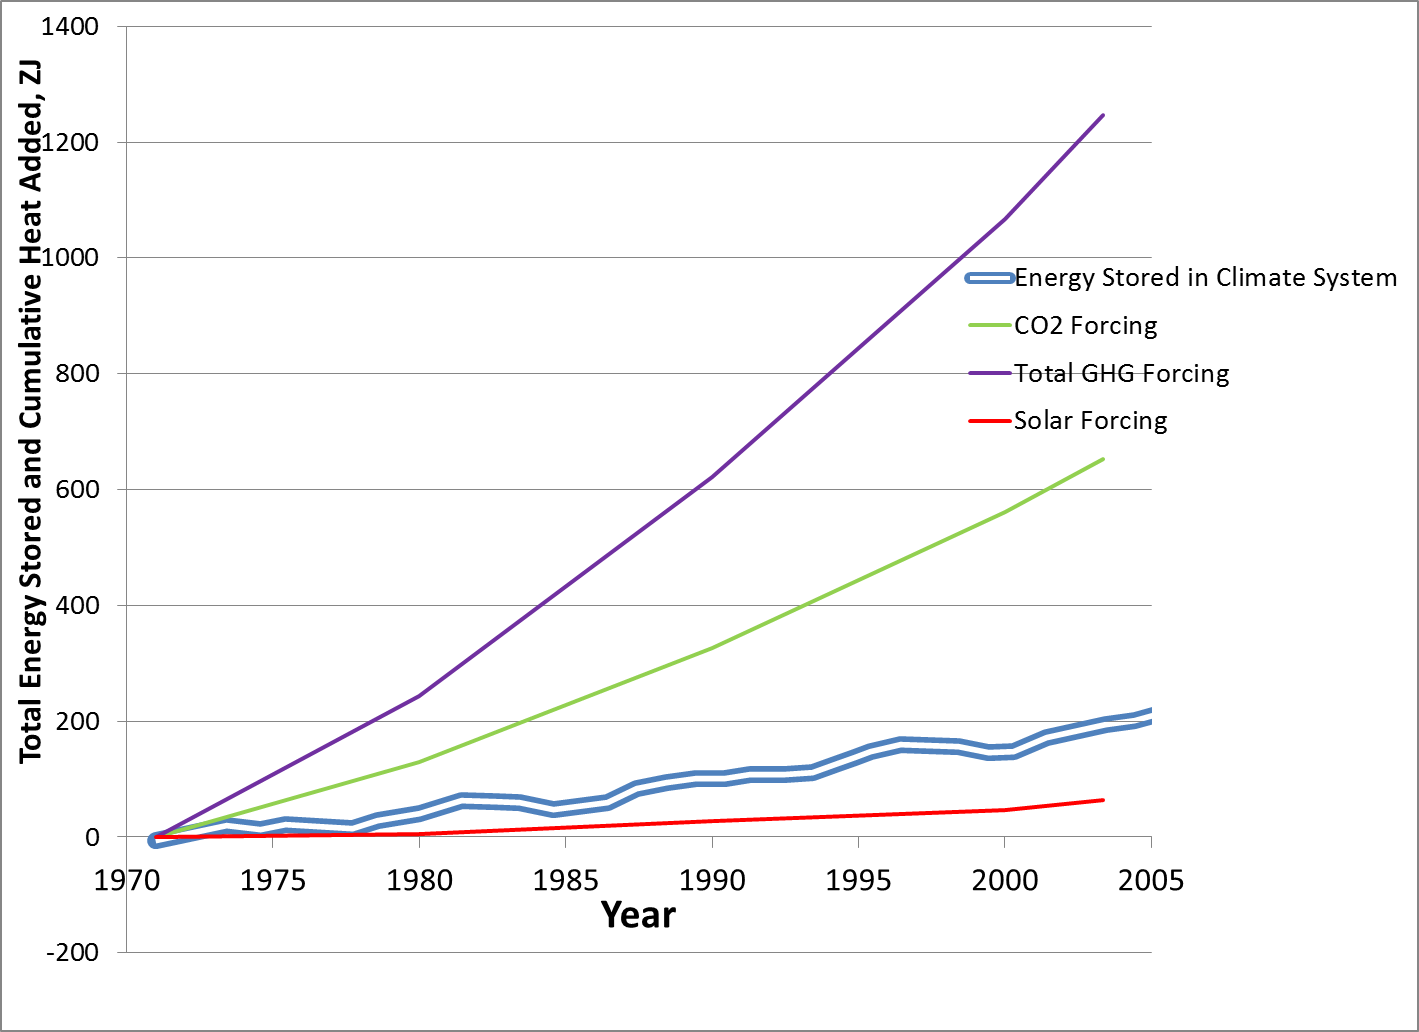 Total Energy Stored and Cumulative Heat Added, ZJ
1400
1200
1000
800
600
400
200
0
-200
Energy Stored in Climate System
CO2 Forcing
Total GHG Forcing
Solar Forcing
1970 1975 1980 1985 1990 1995 2000 2005
Year